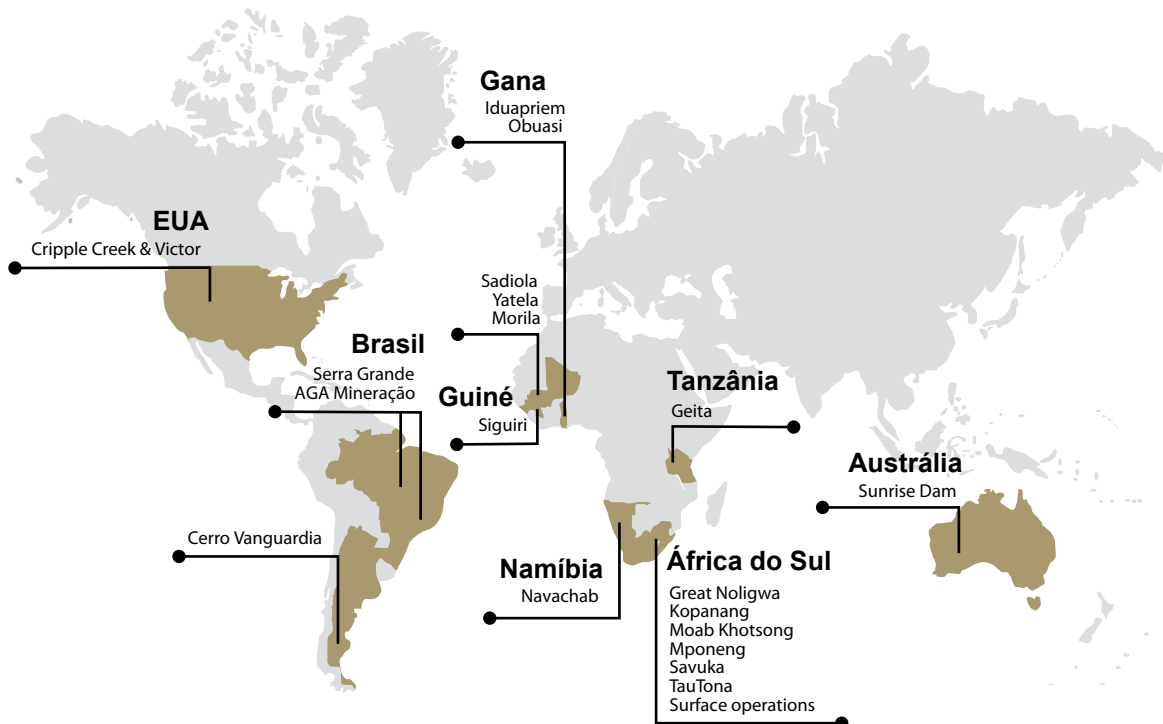 Gana
Iduapriem
Obuasi
EUA
Cripple Creek & Victor
Sadiola
Yatela
Morila
Brasil
Serra Grande
AGA Mineração
Guiné
Siguiri
Tanzânia
Geita
Austrália
Sunrise Dam
Cerro Vanguardia
Namíbia
Navachab
África do Sul
Great Noligwa
Kopanang
Moab Khotsong
Mponeng
Savuka
TauTona
Surface operations